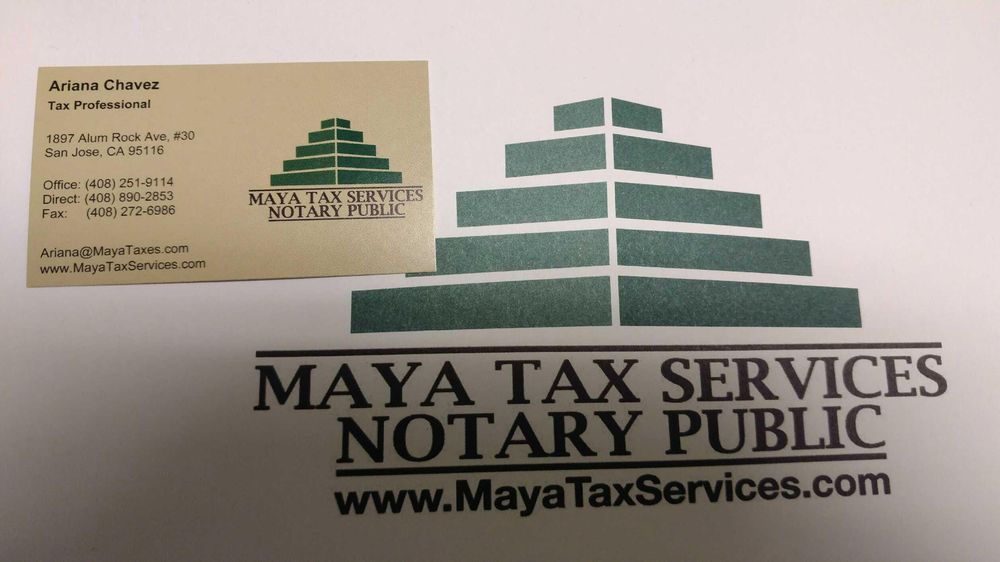 Ariana Chavez
Tax Professional
1897 Alum Rock Ave, #30
San Jose, CA 95116
Office: (408) 251-9114
Direct: (408) 890-2853
Fax: (408) 272-6986
Ariana@MayaTaxes.com
www.MayaTaxServices.com
MAYA TAX SERVICES
NOTARY PUBLIC
MAYA TAX SERVICES
NOTARY PUBLIC
www.MayaTaxServices.com